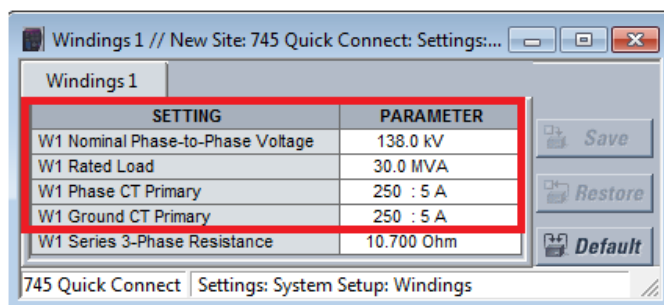 Windings 1 // New Site: 745 Quick Connect: Settings:...
Windings 1
SETTING PARAMETER
W1 Nominal Phase-to-Phase Voltage 138.0 kV
W1 Rated Load 30.0 MVA
W1 Phase CT Primary 250 : 5 A
W1 Ground CT Primary 250 : 5 A
W1 Series 3-Phase Resistance 10.700 Ohm
Save
Restore
Default
745 Quick Connect Settings: System Setup: Windings